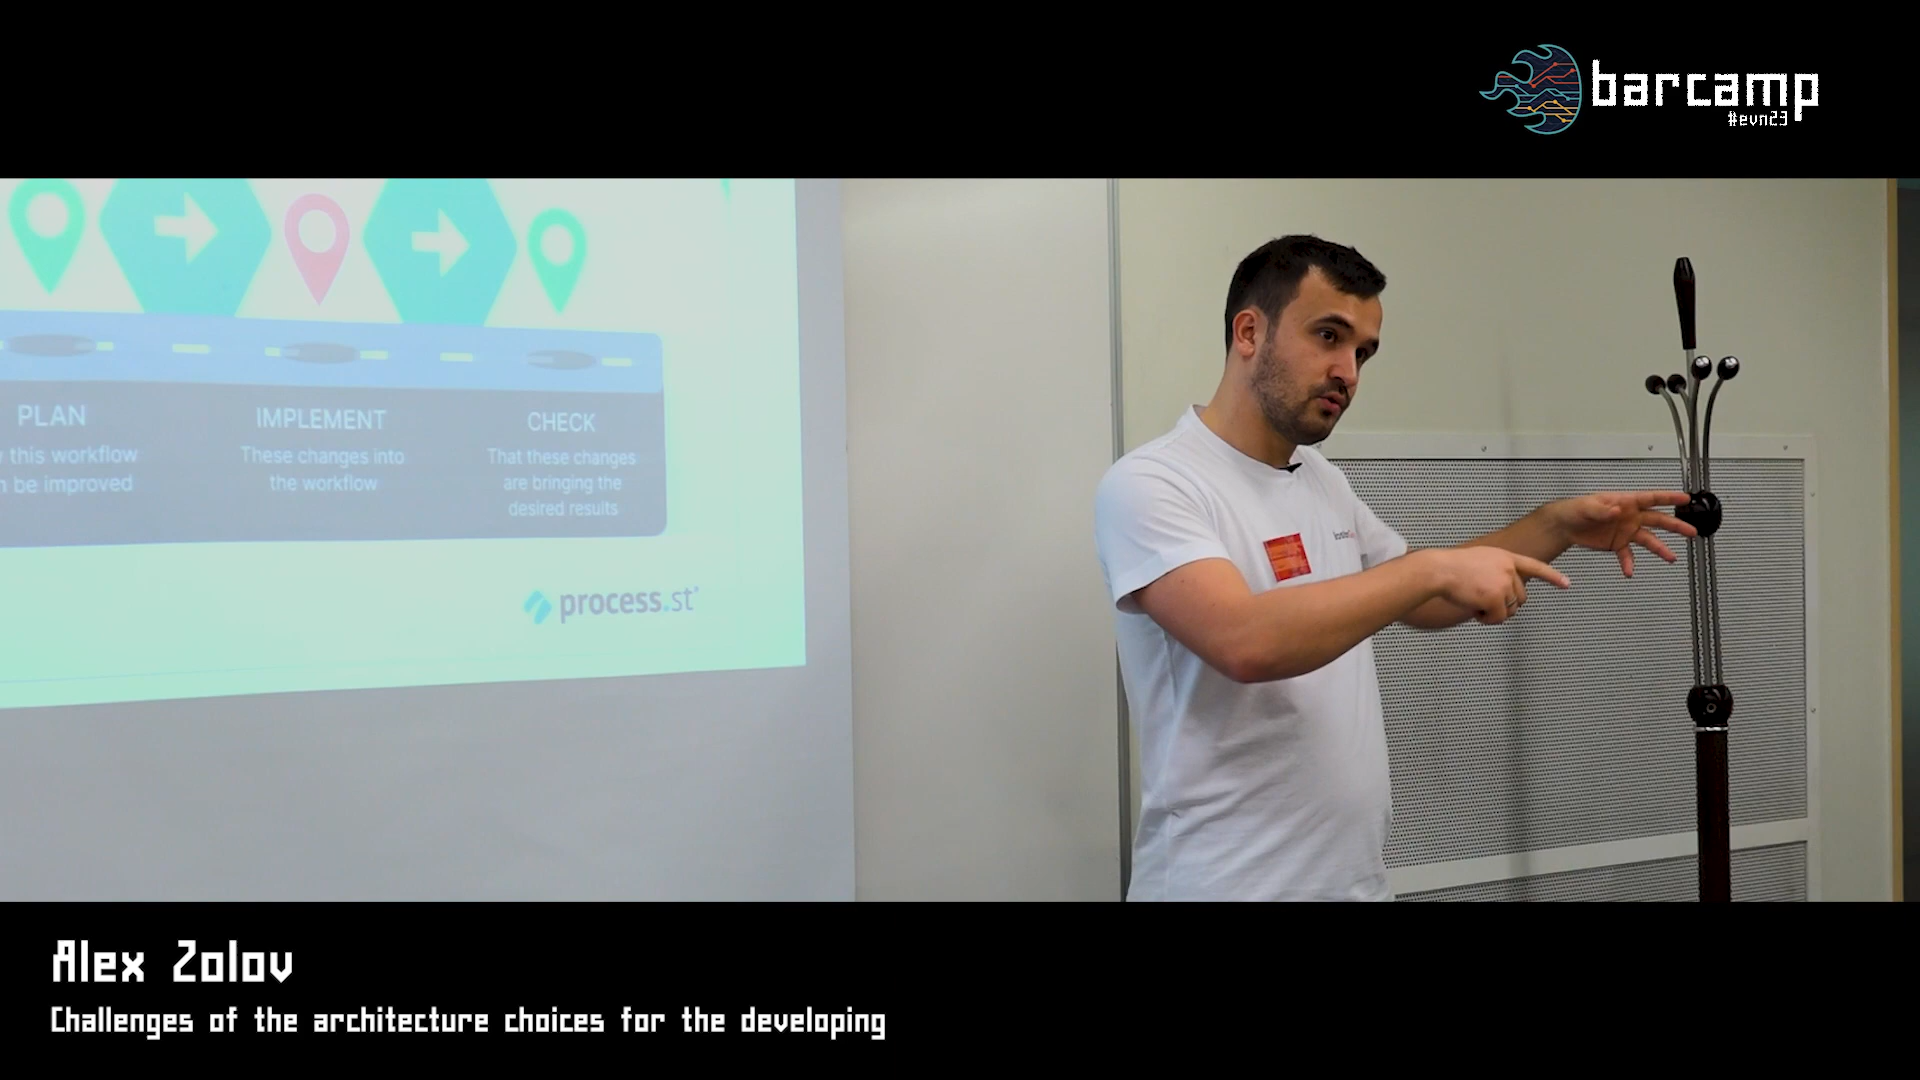 barcamp
#evn23
PLAN
this workflow
be improved
IMPLEMENT
These changes into
the workflow
CHECK
That these changes
are bringing the
desired results
process.st
Alex Zolov
Challenges of the architecture choices for the developing